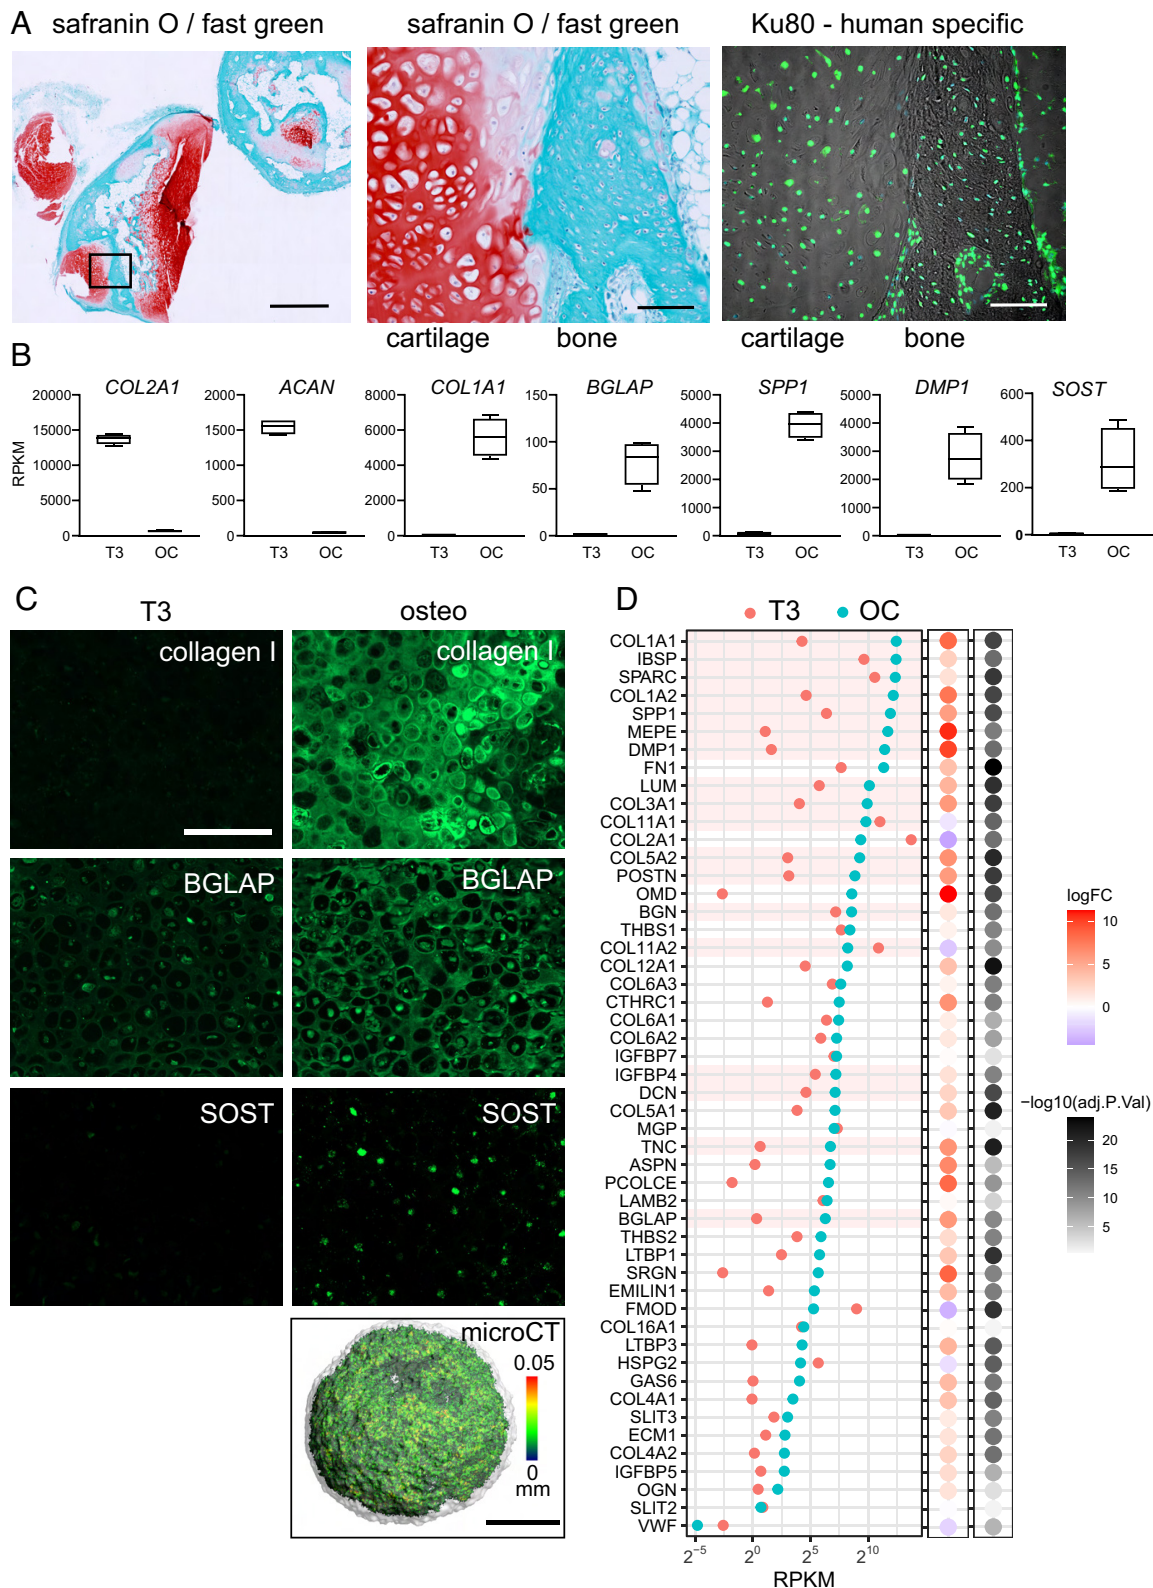 A safranin O / fast green safranin O / fast green Ku80 - human specific
cartilage bone cartilage bone
B
COL2A1 ACAN COL1A1 BGLAP SPP1 DMP1 SOST
RPKM
20000
15000
10000
5000
0
T3 OC
2000
1500
1000
500
0
T3 OC
8000
6000
4000
2000
0
T3 OC
150
100
50
0
T3 OC
5000
4000
3000
2000
1000
0
T3 OC
5000
4000
3000
2000
1000
0
T3 OC
600
400
200
0
T3 OC
C
T3 osteo
collagen I collagen I
BGLAP BGLAP
SOST SOST
microCT
0.05
0
mm
D
T3 OC
COL1A1
IBSP
SPARC
COL1A2
SPP1
MEPE
DMP1
FN1
LUM
COL3A1
COL11A1
COL2A1
COL5A2
POSTN
OMD
BGN
THBS1
COL11A2
COL12A1
COL6A3
CTHRC1
COL6A1
COL6A2
IGFBP7
IGFBP4
DCN
COL5A1
MGP
TNC
ASPN
PCOLCE
LAMB2
BGLAP
THBS2
LTBP1
SRGN
EMILIN1
FMOD
COL16A1
LTBP3
HSPG2
GAS6
COL4A1
SLIT3
ECM1
COL4A2
IGFBP5
OGN
SLIT2
VWF
2^-5 2^0 2^5 2^10
RPKM
logFC
10
5
0
−log10(adj.P.Val)
20
15
10
5